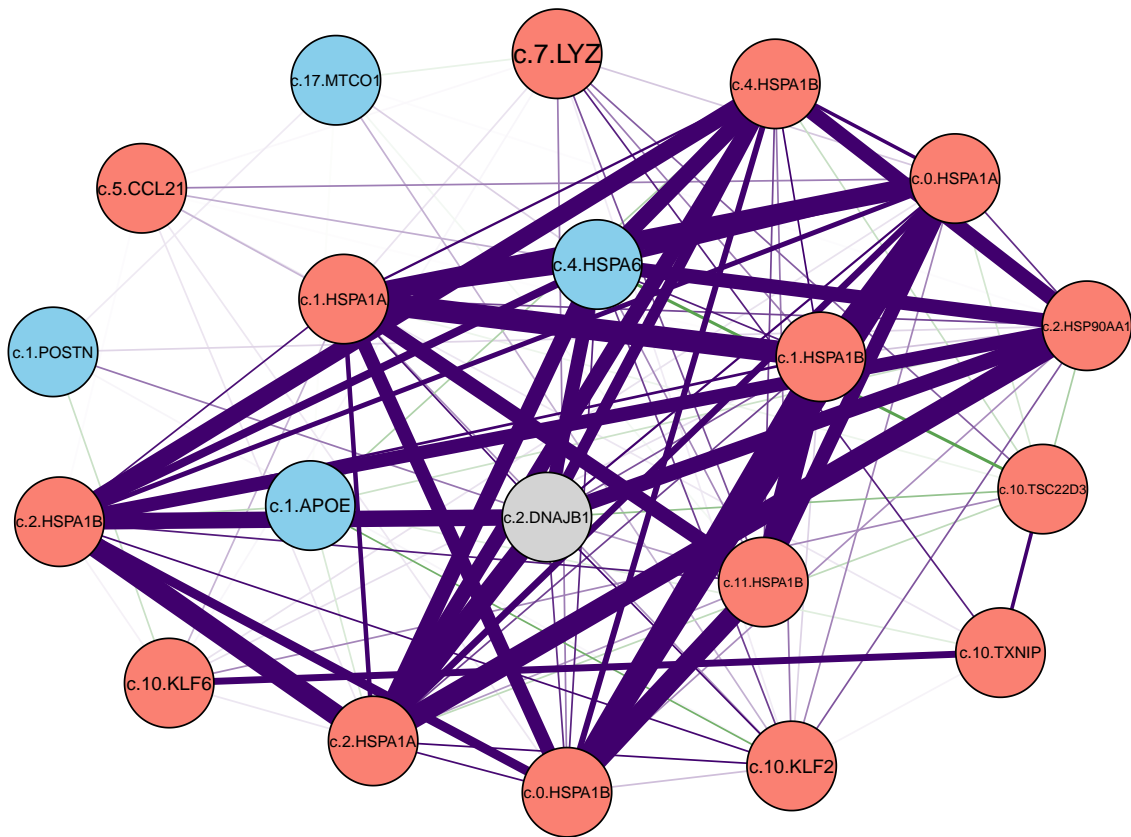 c.7.LYZ
c.17.MTCO1
c.4.HSPA1B
c.0.HSPA1A
c.5.CCL21
c.4.HSPA6
c.1.HSPA1A
c.2.HSP90AA1
c.1.POSTN
c.1.HSPA1B
c.10.TSC22D3
c.1.APOE
c.2.DNAJB1
c.2.HSPA1B
c.11.HSPA1B
c.10.TXNIP
c.10.KLF6
c.2.HSPA1A
c.10.KLF2
c.0.HSPA1B